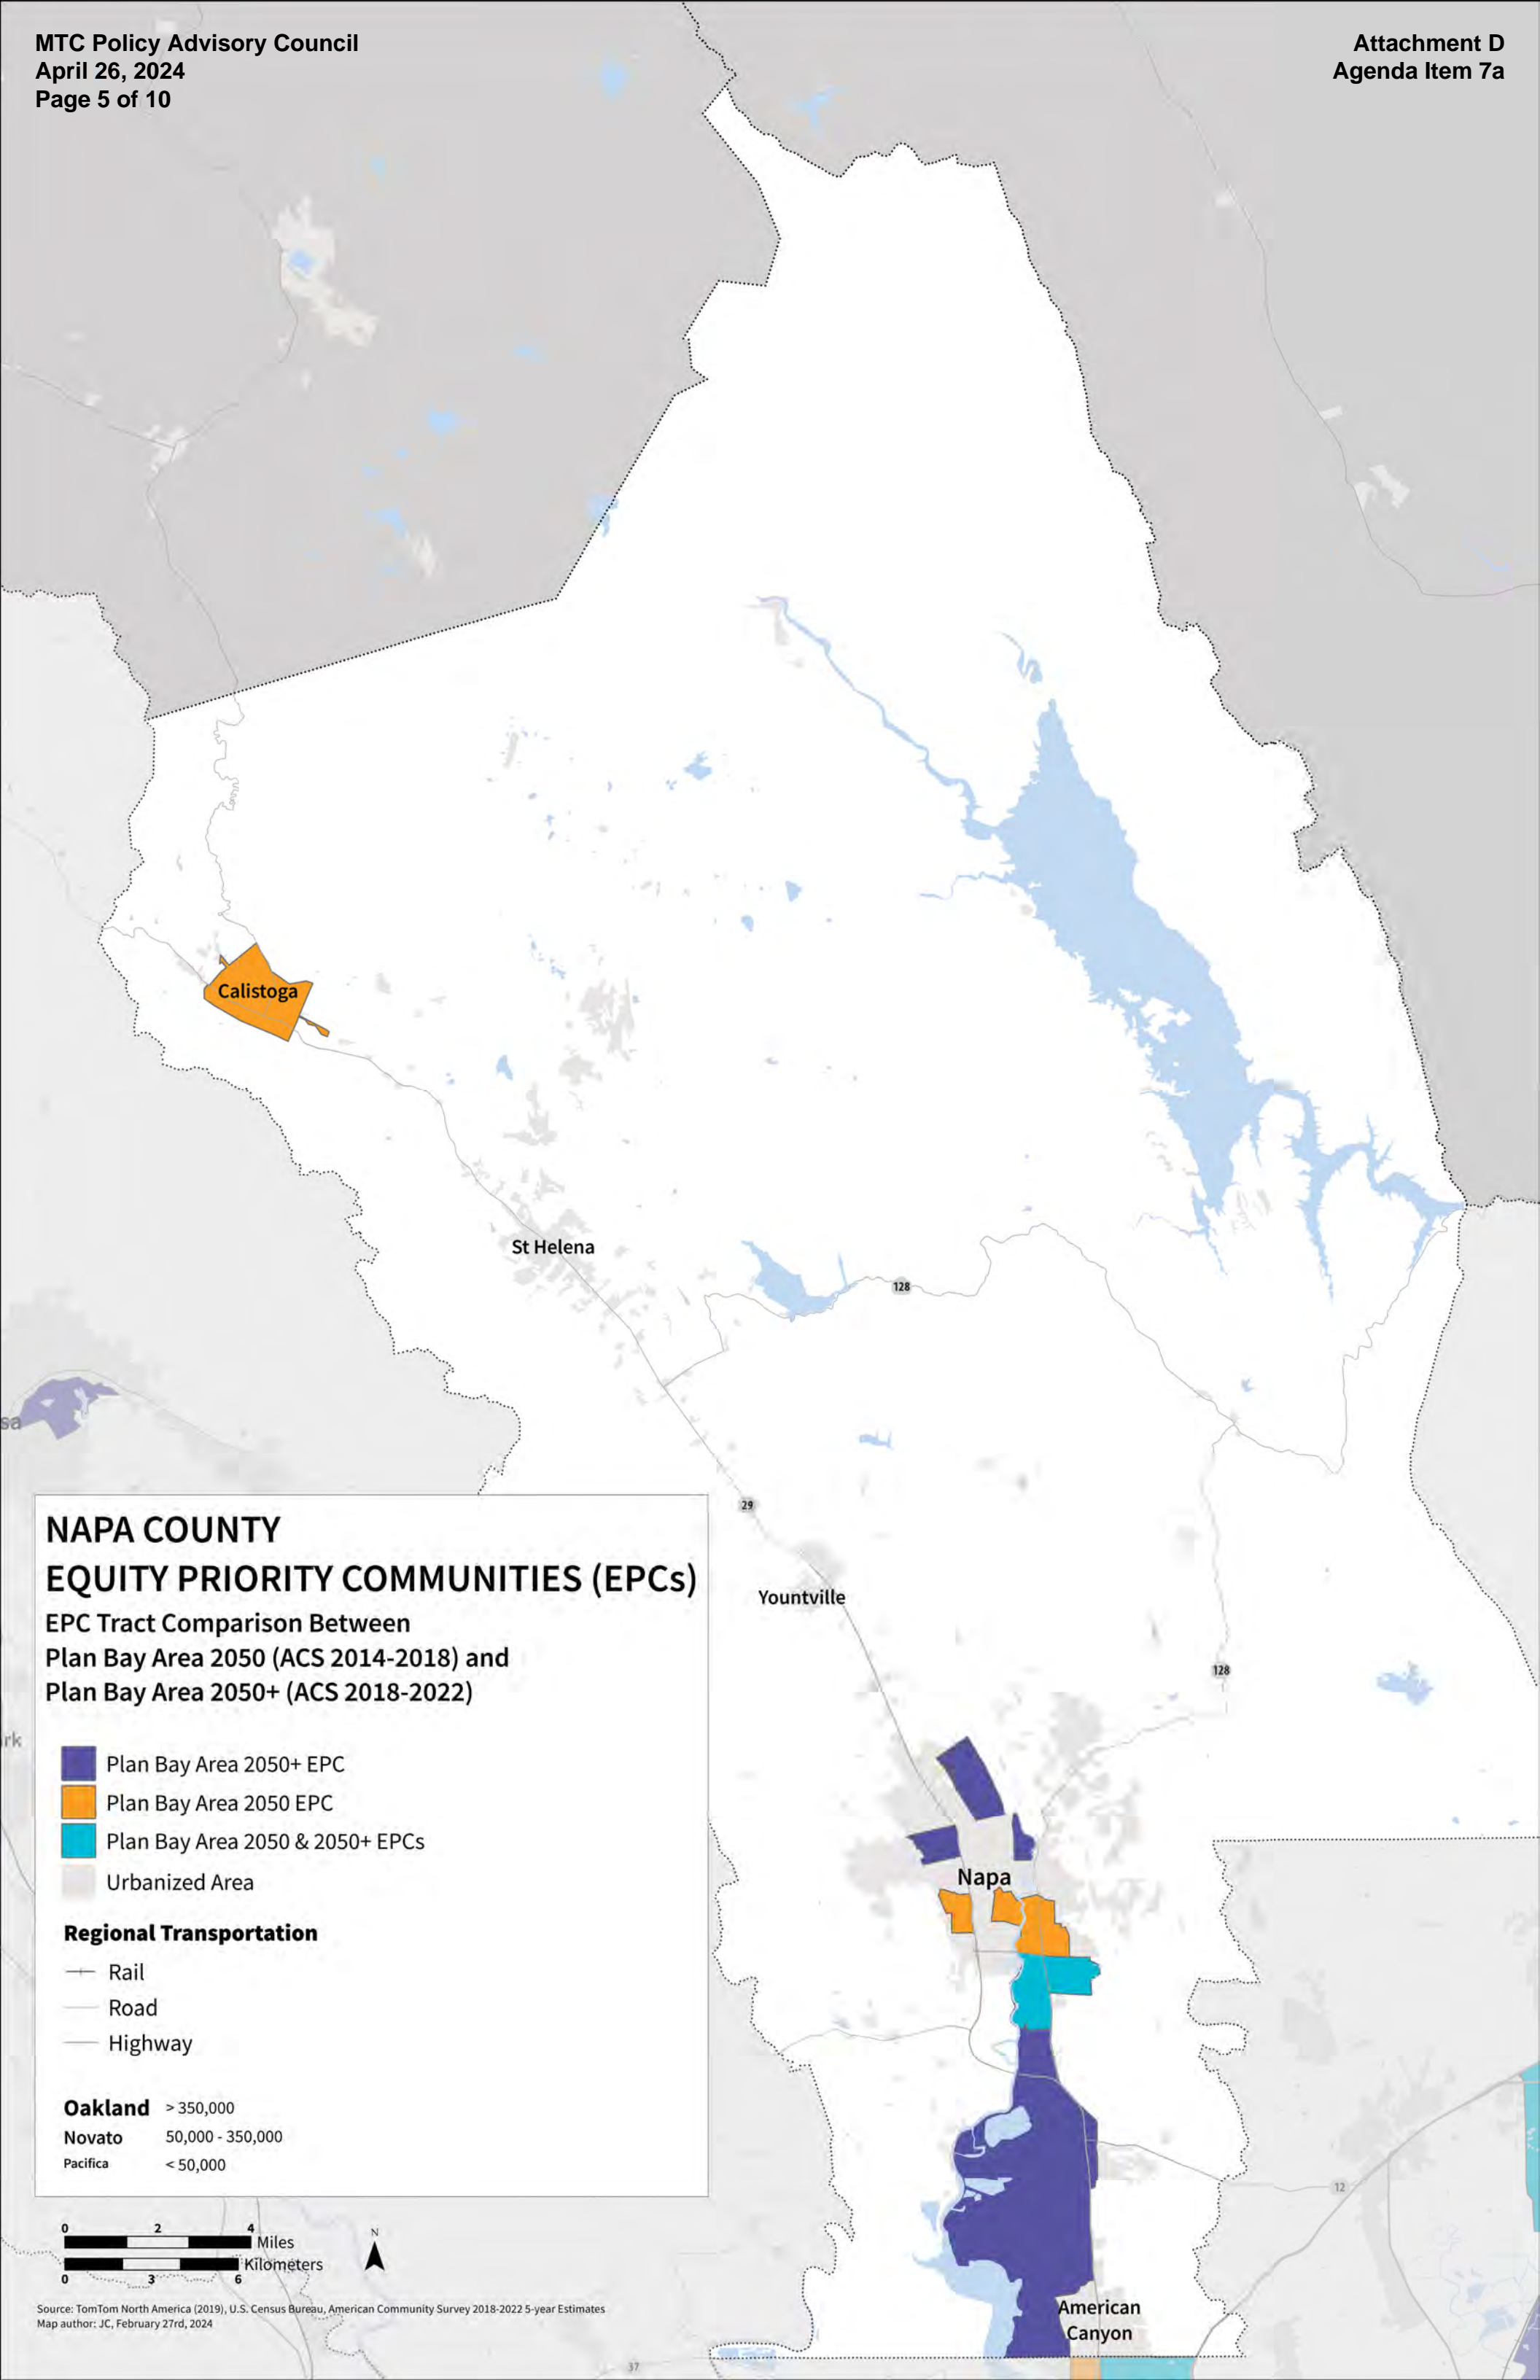 MTC Policy Advisory Council
April 26, 2024
Page 5 of 10
Attachment D
Agenda Item 7a
Calistoga
St Helena
128
sa
29
Yountville
128
rk
Napa
12
American
Canyon
37
NAPA COUNTY
EQUITY PRIORITY COMMUNITIES (EPCs)
EPC Tract Comparison Between
Plan Bay Area 2050 (ACS 2014-2018) and
Plan Bay Area 2050+ (ACS 2018-2022)
Plan Bay Area 2050+ EPC
Plan Bay Area 2050 EPC
Plan Bay Area 2050 & 2050+ EPCs
Urbanized Area
Regional Transportation
Rail
Road
Highway
Oakland > 350,000
Novato 50,000 - 350,000
Pacifica < 50,000
0 2 4
Miles
Kilometers
0 3 6
N
Source: TomTom North America (2019), U.S. Census Bureau, American Community Survey 2018-2022 5-year Estimates
Map author: JC, February 27rd, 2024